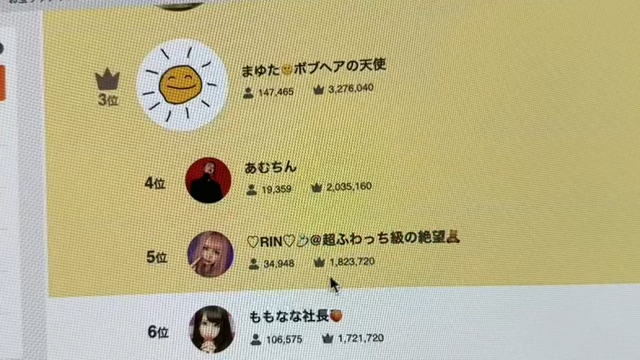 3位
まゆた🌞ボブヘアの天使
147,465 3,276,040
4位
あむちん
19,359 2,035,160
5位
♡RIN♡💍@超ふわっち級の絶望🧸
34,948 1,823,720
6位
ももなな社長🍑
106,575 1,721,720